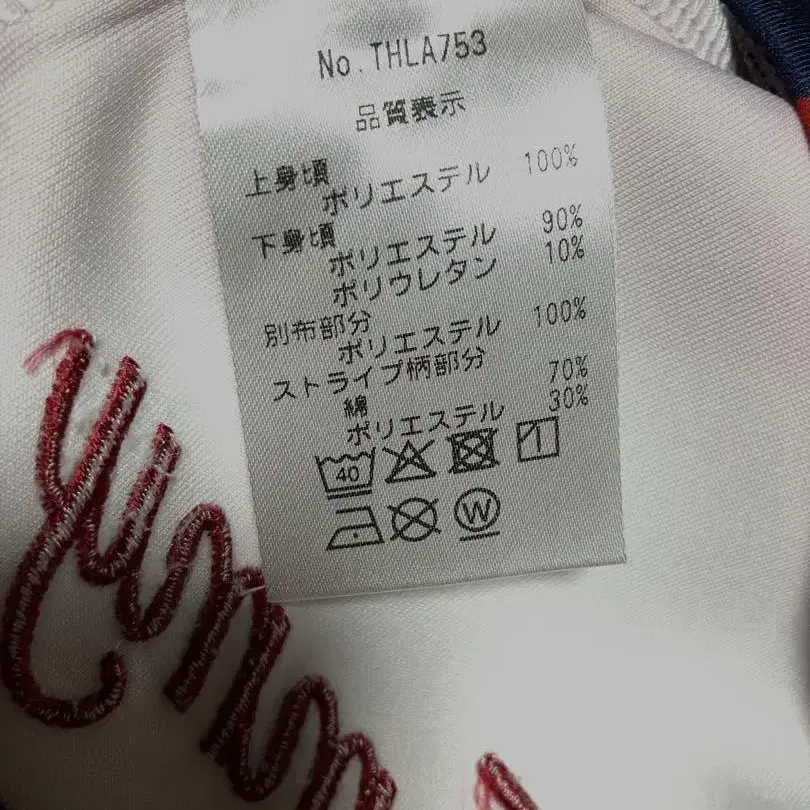 No.THLA753
品質表示
上身頃
ポリエステル 100%
下身頃
ポリエステル 90%
ポリウレタン 10%
別布部分
ポリエステル 100%
ストライプ柄部分
綿 70%
ポリエステル 30%
40
W